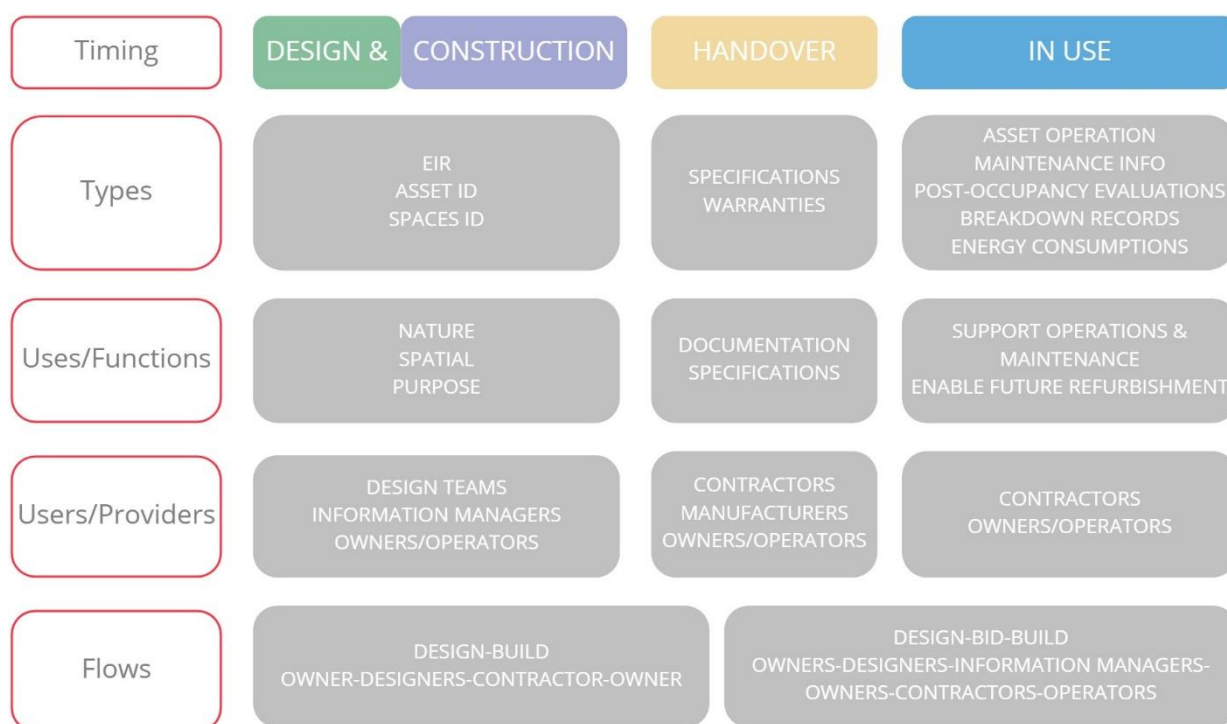 Timing
DESIGN &
CONSTRUCTION
HANDOVER
IN USE
Types
EIR
ASSET ID
SPACES ID
SPECIFICATIONS
WARRANTIES
ASSET OPERATION
MAINTENANCE INFO
POST-OCCUPANCY EVALUATIONS
BREAKDOWN RECORDS
ENERGY CONSUMPTIONS
Uses/Functions
NATURE
SPATIAL
PURPOSE
DOCUMENTATION
SPECIFICATIONS
SUPPORT OPERATIONS &
MAINTENANCE
ENABLE FUTURE REFURBISHMENT
Users/Providers
DESIGN TEAMS
INFORMATION MANAGERS
OWNERS/OPERATORS
CONTRACTORS
MANUFACTURERS
OWNERS/OPERATORS
CONTRACTORS
OWNERS/OPERATORS
Flows
DESIGN-BUILD
OWNER-DESIGNERS-CONTRACTOR-OWNER
DESIGN-BID-BUILD
OWNERS-DESIGNERS-INFORMATION MANAGERS-
OWNERS-CONTRACTORS-OPERATORS